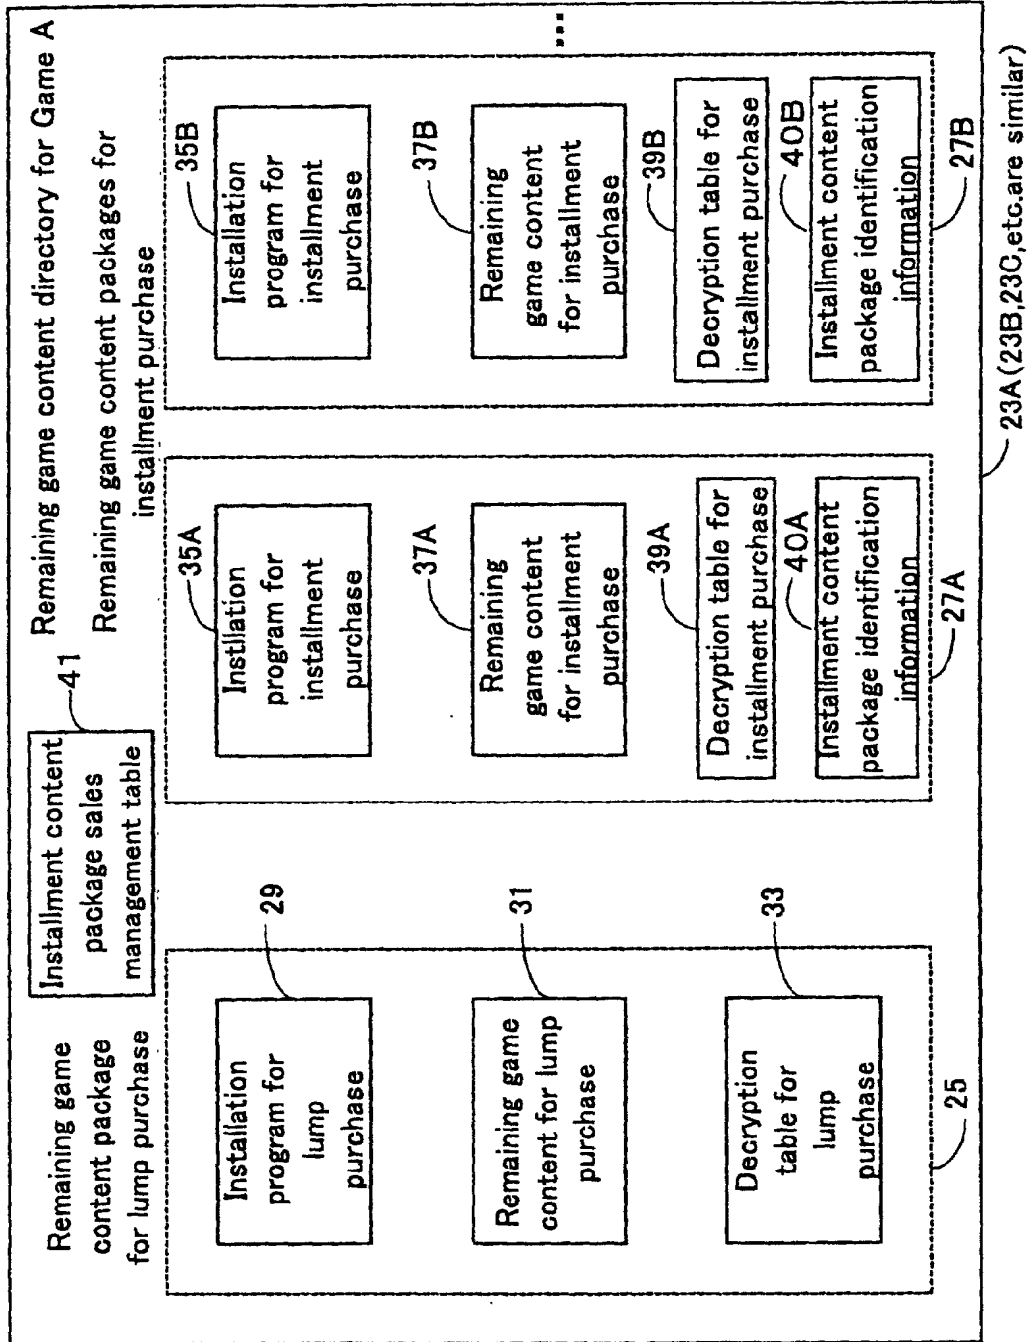 Remaining game content directory for Game A
Installment content
package sales
management table
41
Remaining game
content package
for lump purchase
Installation
program for
lump
purchase
29
Remaining game
content for lump
purchase
31
Decryption
table for
lump
purchase
33
25
Remaining game content packages for
installment purchase
Instllation
program for
installment
purchase
35A
Remaining
game content
for installment
purchase
37A
Decryption table for
installment purchase
39A
Installment content
package identification
information
40A
27A
Installation
program for
installment
purchase
35B
Remaining
game content
for installment
purchase
37B
Decryption table for
installment purchase
39B
Installment content
package identification
information
40B
27B
...
23A(23B,23C,etc.are similar)